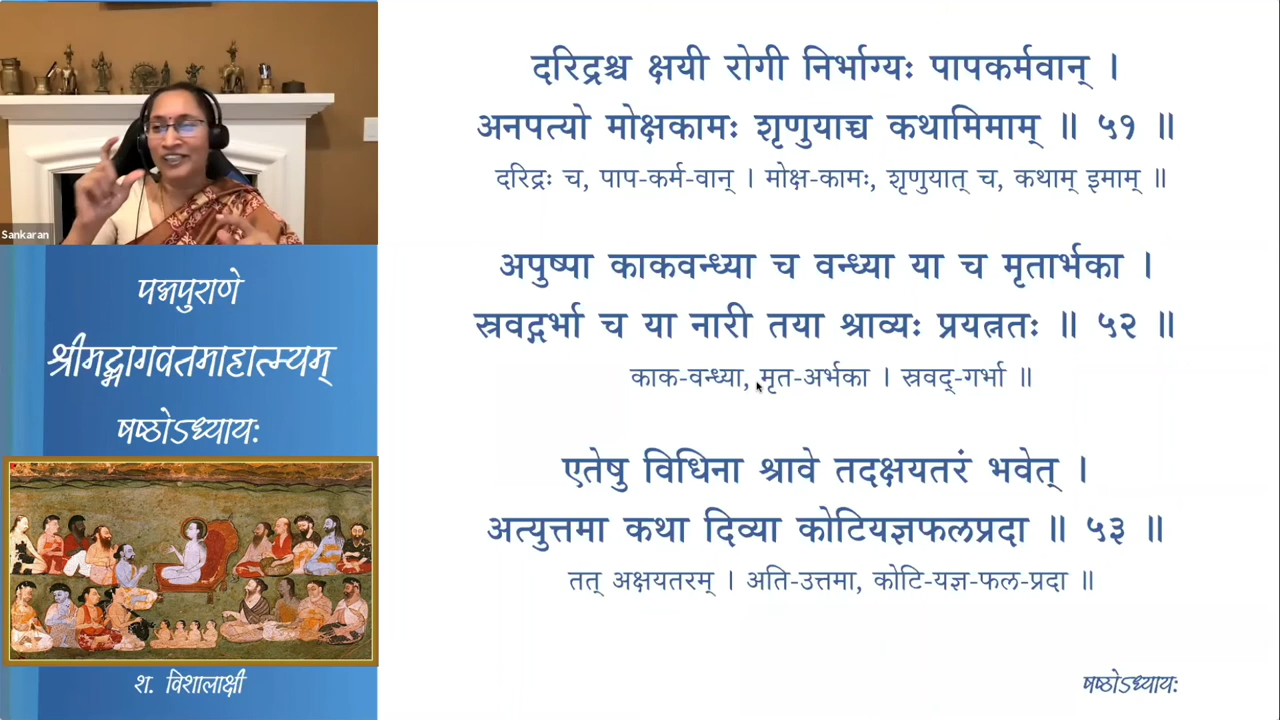 Sankaran
पद्मपुराणे
श्रीमद्भागवतमाहात्म्यम्
षष्ठोऽध्यायः
श. विशालाक्षी
दरिद्रश्च क्षयी रोगी निर्भाग्यः पापकर्मवान् ।
अनपत्यो मोक्षकामः शृणुयाच्च कथामिमाम् ॥ ५१ ॥
दरिद्रः च, पाप-कर्म-वान् । मोक्ष-कामः, शृणुयात् च, कथाम् इमाम् ॥
अपुष्पा काकवन्ध्या च वन्ध्या या च मृतार्भका ।
स्रवद्गर्भा च या नारी तया श्राव्यः प्रयत्नतः ॥ ५२ ॥
काक-वन्ध्या, मृत-अर्भका । स्रवद्-गर्भा ॥
एतेषु विधिना श्रावे तदक्षयतरं भवेत् ।
अत्युत्तमा कथा दिव्या कोटियज्ञफलप्रदा ॥ ५३ ॥
तत् अक्षयतरम् । अति-उत्तमा, कोटि-यज्ञ-फल-प्रदा ॥
षष्ठोऽध्यायः